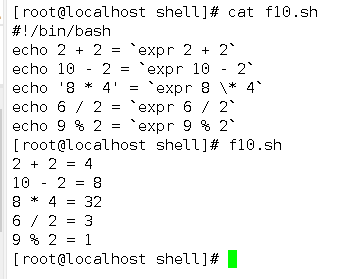 [root@localhost shell]# cat f10.sh
#!/bin/bash
echo 2 + 2 = `expr 2 + 2`
echo 10 - 2 = `expr 10 - 2`
echo '8 * 4' = `expr 8 \* 4`
echo 6 / 2 = `expr 6 / 2`
echo 9 % 2 = `expr 9 % 2`
[root@localhost shell]# f10.sh
2 + 2 = 4
10 - 2 = 8
8 * 4 = 32
6 / 2 = 3
9 % 2 = 1
[root@localhost shell]#